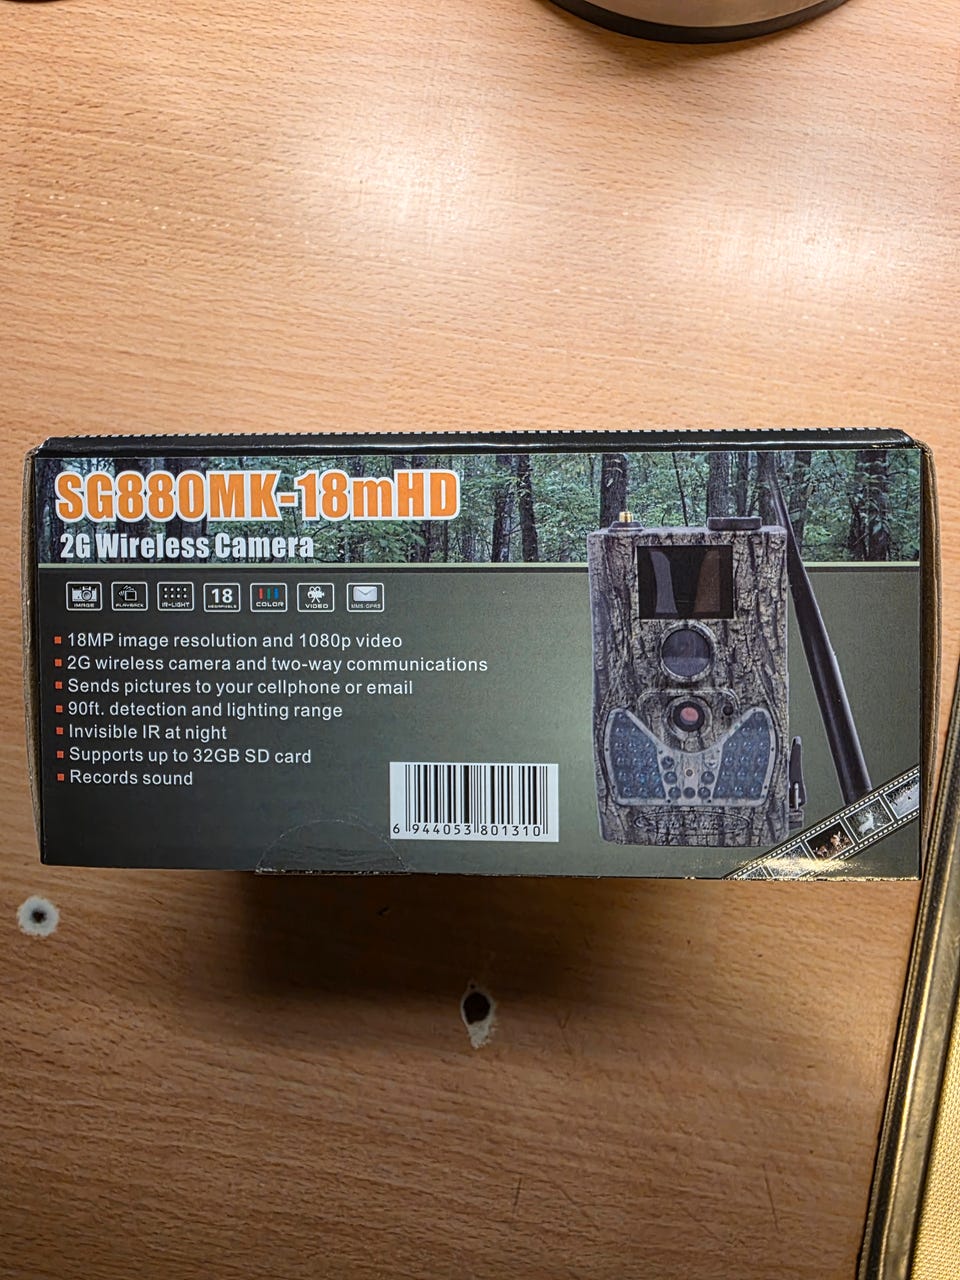 SG880MK-18mHD
2G Wireless Camera
IMAGE
PLAYBACK
IR-LIGHT
18
MEGAPIXELS
COLOR
VIDEO
MMS/GPRS
18MP image resolution and 1080p video
2G wireless camera and two-way communications
Sends pictures to your cellphone or email
90ft. detection and lighting range
Invisible IR at night
Supports up to 32GB SD card
Records sound
6 944053 801310